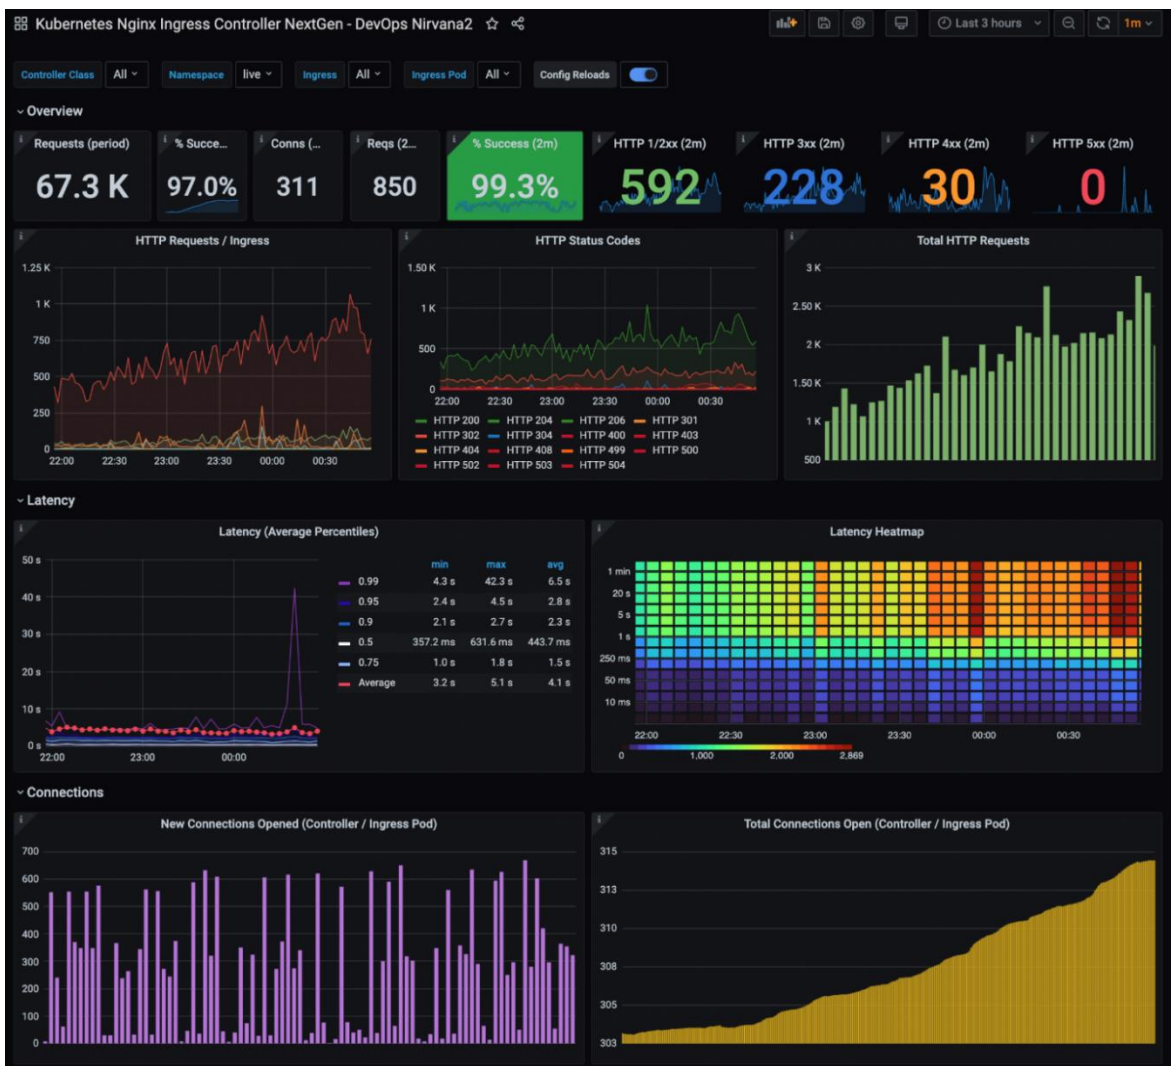 Kubernetes Nginx Ingress Controller NextGen - DevOps Nirvana2
Last 3 hours
1m
Controller Class All Namespace live Ingress All Ingress Pod All Config Reloads
Overview
Requests (period)
67.3 K
% Succe...
97.0%
Conns (...
311
Reqs (2...
850
% Success (2m)
99.3%
HTTP 1/2xx (2m)
592
HTTP 3xx (2m)
228
HTTP 4xx (2m)
30
HTTP 5xx (2m)
0
HTTP Requests / Ingress
1.25 K
1 K
750
500
250
0
22:00 22:30 23:00 23:30 00:00 00:30
HTTP Status Codes
1.50 K
1 K
500
0
22:00 22:30 23:00 23:30 00:00 00:30
HTTP 200 HTTP 204 HTTP 206 HTTP 301
HTTP 302 HTTP 304 HTTP 400 HTTP 403
HTTP 404 HTTP 408 HTTP 499 HTTP 500
HTTP 502 HTTP 503 HTTP 504
Total HTTP Requests
3 K
2.50 K
2 K
1.50 K
1 K
500
Latency
Latency (Average Percentiles)
50 s
40 s
30 s
20 s
10 s
0 s
22:00 23:00 00:00
min max avg
0.99 4.3 s 42.3 s 6.5 s
0.95 2.4 s 4.5 s 2.8 s
0.9 2.1 s 2.7 s 2.3 s
0.5 357.2 ms 631.6 ms 443.7 ms
0.75 1.0 s 1.8 s 1.5 s
Average 3.2 s 5.1 s 4.1 s
Latency Heatmap
1 min
20 s
5 s
1 s
250 ms
50 ms
10 ms
22:00 22:30 23:00 23:30 00:00 00:30
0 1,000 2,000 2,869
Connections
New Connections Opened (Controller / Ingress Pod)
700
600
500
400
300
200
100
0
Total Connections Open (Controller / Ingress Pod)
315
313
310
308
305
303